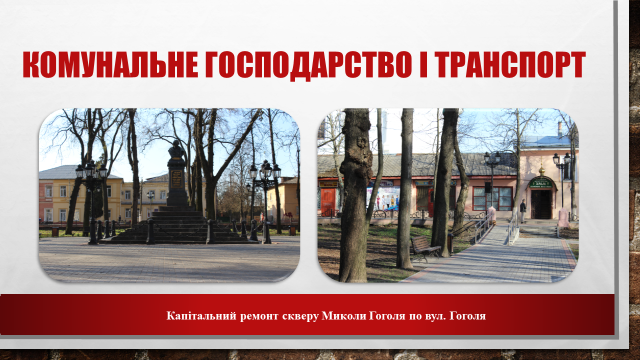 КОМУНАЛЬНЕ ГОСПОДАРСТВО І ТРАНСПОРТ
Капітальний ремонт скверу Миколи Гоголя по вул. Гоголя